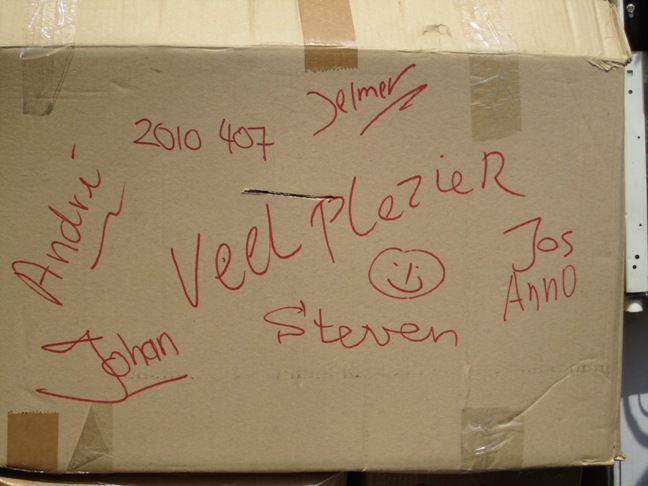 Jelmer
2010 407
André
Veel Plezier
Jos
Anno
Steven
Johan